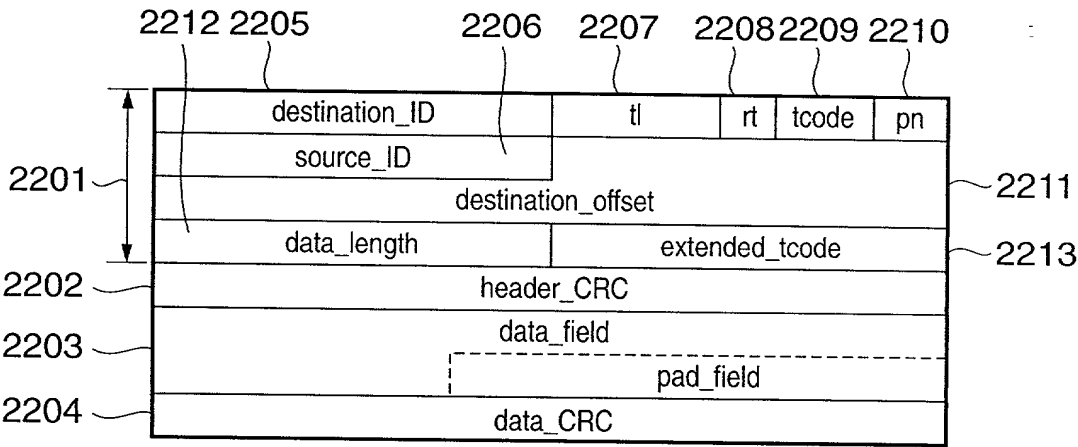 2212 2205 2206 2207 2208 2209 2210
destination_ID tl rt tcode pn
source_ID
2201
2211
destination_offset
data_length extended_tcode
2213
2202
header_CRC
data_field
2203
pad_field
2204
data_CRC